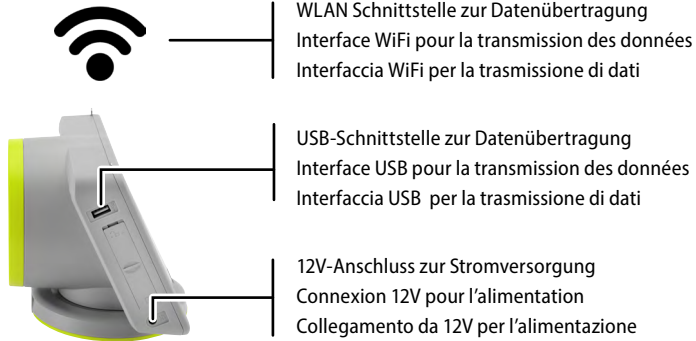 WLAN Schnittstelle zur Datenübertragung
Interface WiFi pour la transmission des données
Interfaccia WiFi per la trasmissione di dati
USB-Schnittstelle zur Datenübertragung
Interface USB pour la transmission des données
Interfaccia USB per la trasmissione di dati
12V-Anschluss zur Stromversorgung
Connexion 12V pour l'alimentation
Collegamento da 12V per l'alimentazione